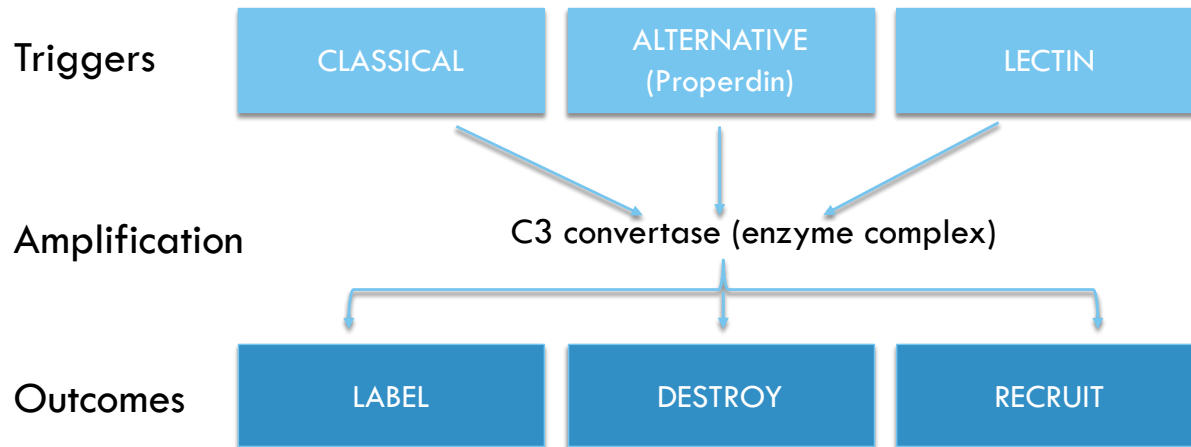 Triggers
CLASSICAL
ALTERNATIVE
(Properdin)
LECTIN
Amplification
C3 convertase (enzyme complex)
Outcomes
LABEL
DESTROY
RECRUIT